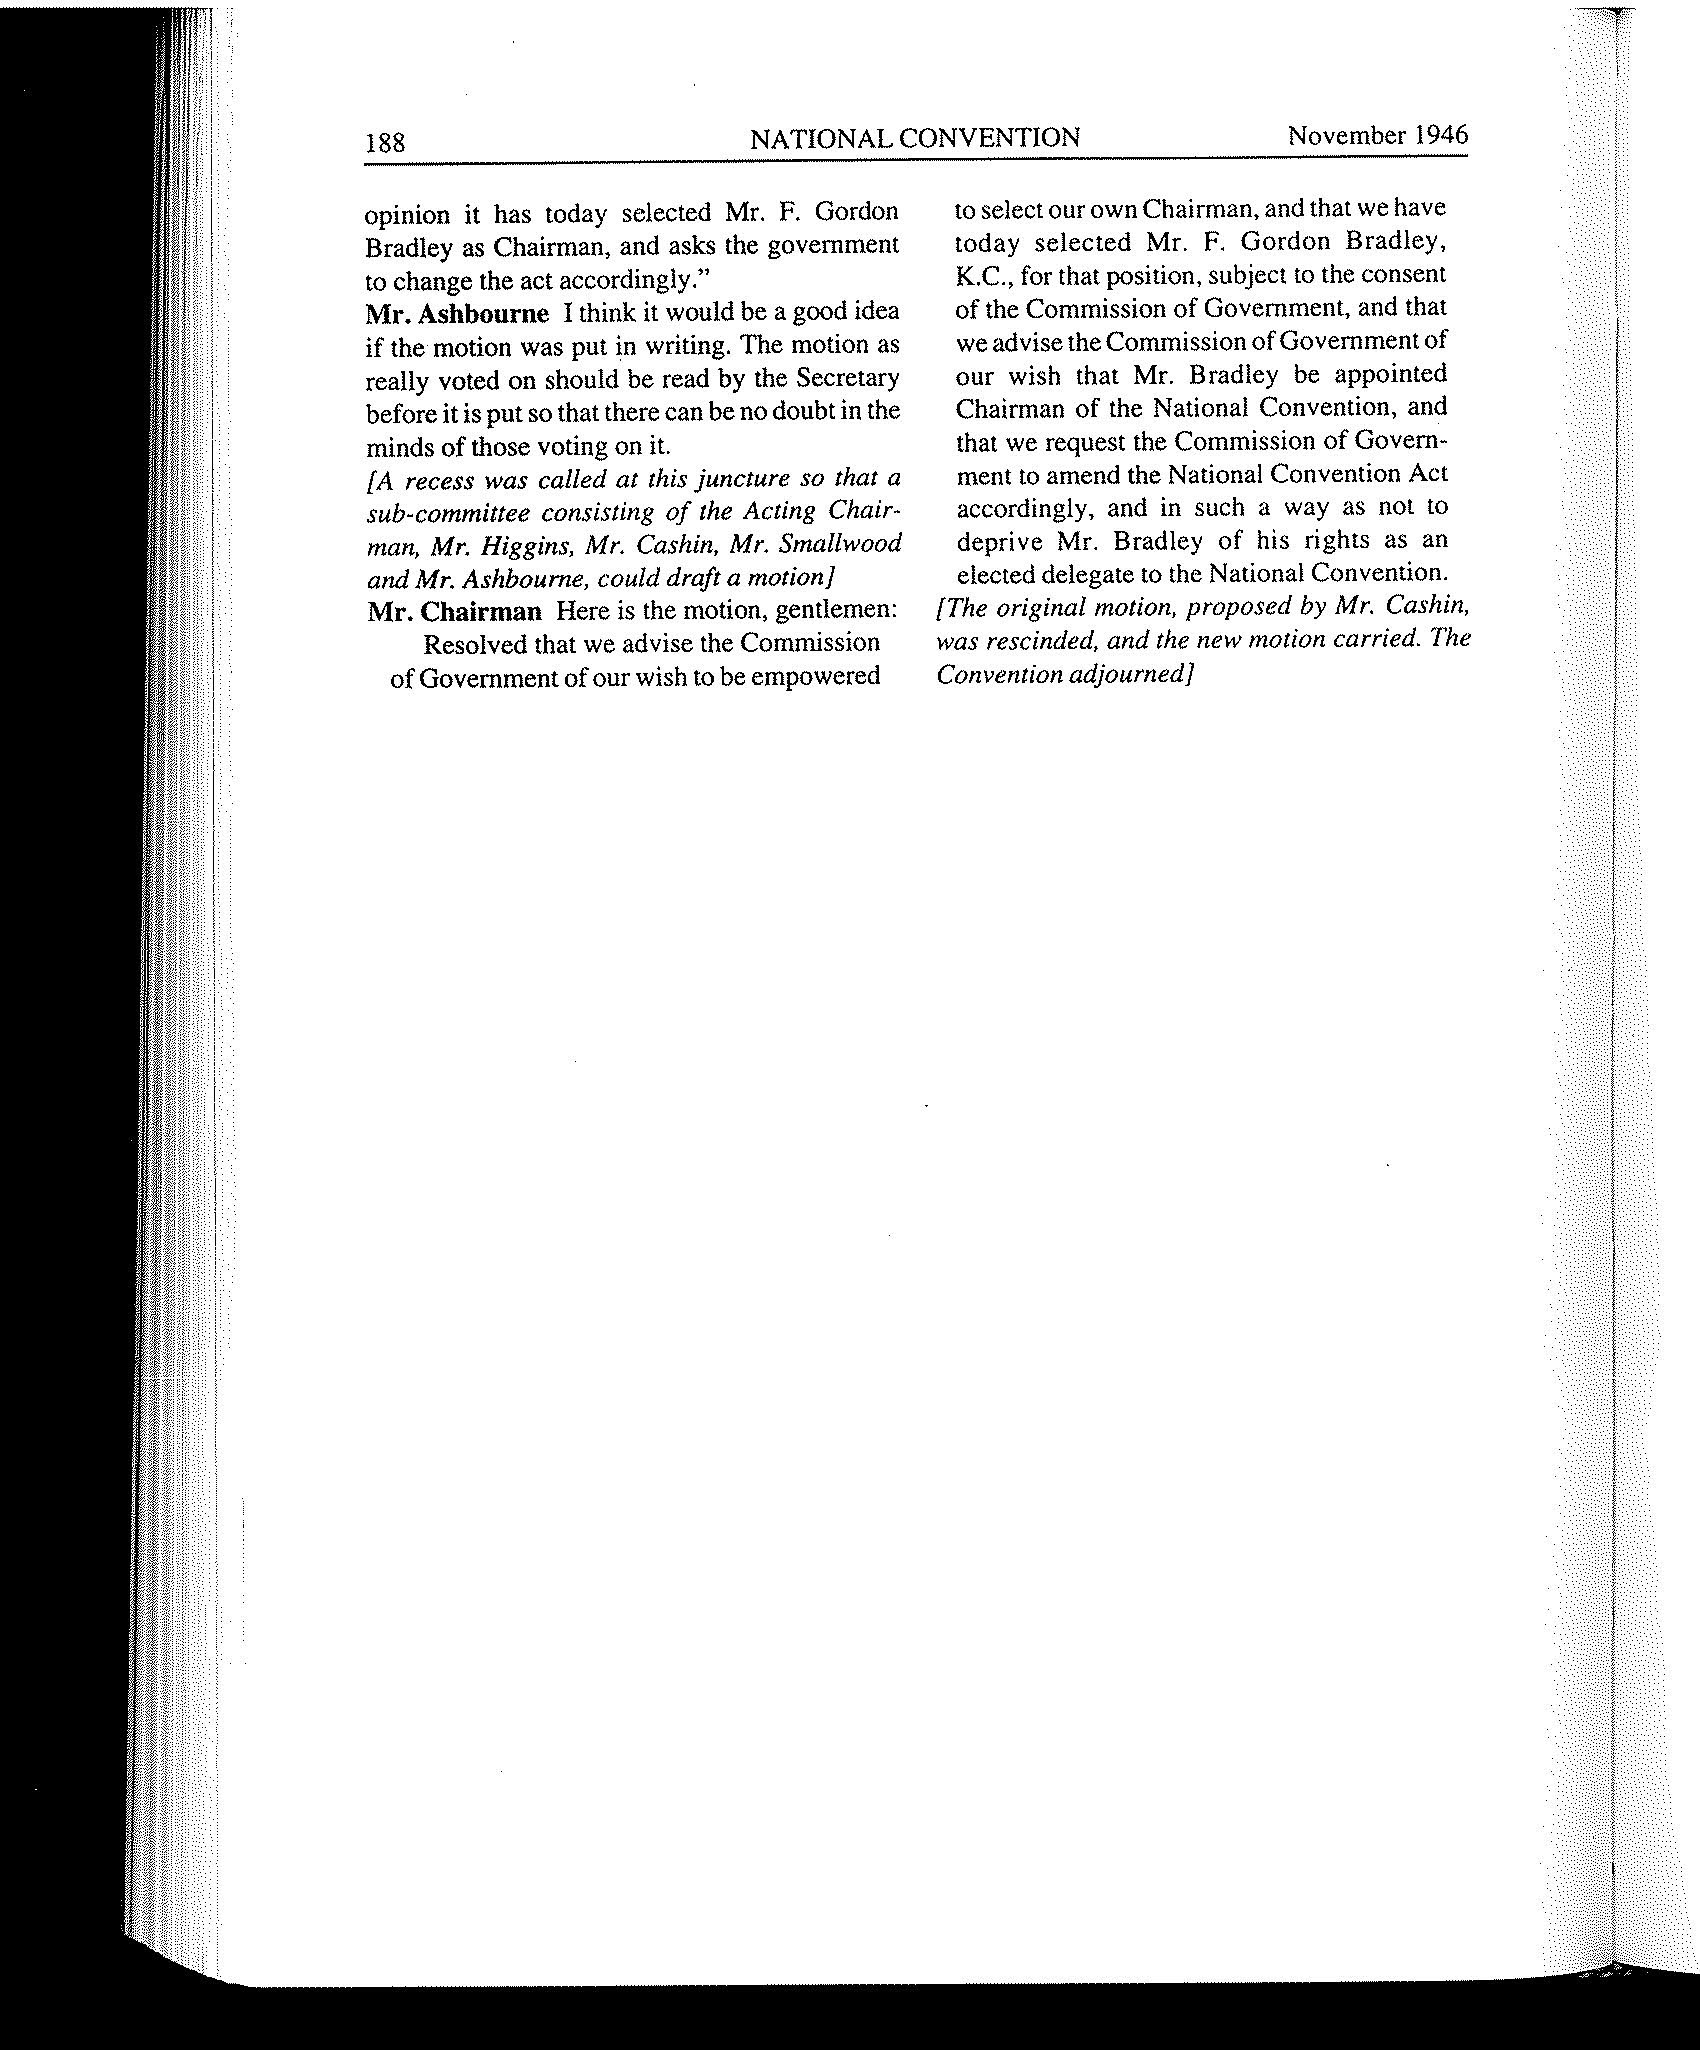 188 NATIONAL CONVENTION November 1946
opinion it has today selected Mr. F. Gordon
Bradley as Chairman, and asks the government
to change the act accordingly.”
Mr. Ashbourne I think it would be a good idea
if the motion was put in writing. The motion as
really voted on should be read by the Secretary
before it is put so that there can be no doubt in the
minds of those voting on it.
[A recess was called at this juncture so that a
sub-committee consisting of the Acting Chair-
man, Mr. Higgins, Mr. Cashin, Mr. Smallwood
and Mr. Ashbourne, could draft a motion]
Mr. Chairman Here is the motion, gentlemen:
Resolved that we advise the Commission
of Government of our wish to be empowered
to select our own Chairman, and that we have
today selected Mr. F. Gordon Bradley,
K.C., for that position, subject to the consent
of the Commission of Government, and that
we advise the Commission of Government of
our wish that Mr. Bradley be appointed
Chairman of the National Convention, and
that we request the Commission of Govern-
ment to amend the National Convention Act
accordingly, and in such a way as not to
deprive Mr. Bradley of his rights as an
elected delegate to the National Convention.
[The original motion, proposed by Mr. Cashin,
was rescinded, and the new motion carried. The
Convention adjourned]